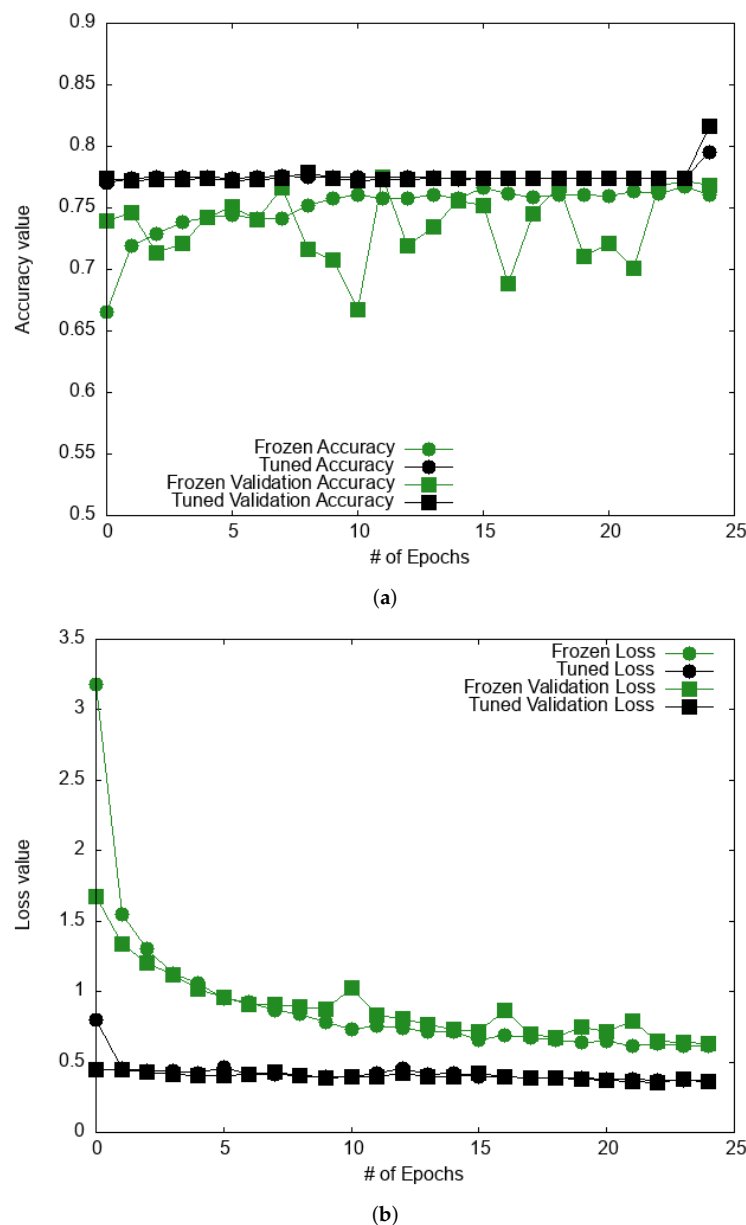 0.9
0.85
0.8
0.75
0.7
0.65
0.6
0.55
0.5
Accuracy value
Frozen Accuracy
Tuned Accuracy
Frozen Validation Accuracy
Tuned Validation Accuracy
0 5 10 15 20 25
# of Epochs
(a)
3.5
3
2.5
2
1.5
1
0.5
0
Loss value
Frozen Loss
Tuned Loss
Frozen Validation Loss
Tuned Validation Loss
0 5 10 15 20 25
# of Epochs
(b)